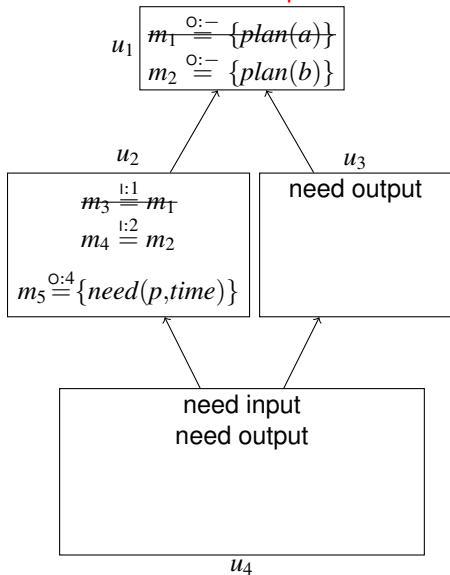 u₁
m₁ O:–= {plan(a)}
m₂ O:–= {plan(b)}
u₂
m₃ I:1= m₁
m₄ I:2= m₂
m₅ O:4= {need(p,time)}
u₃
need output
need input
need output
u₄